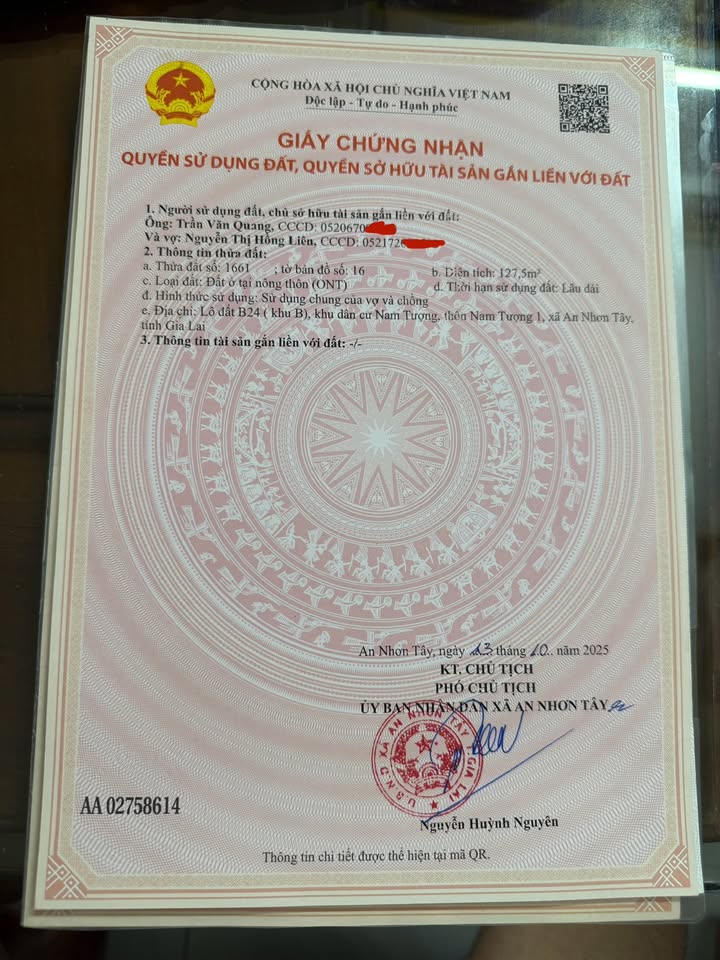 CỘNG HÒA XÃ HỘI CHỦ NGHĨA VIỆT NAM
Độc lập - Tự do - Hạnh phúc
GIẤY CHỨNG NHẬN
QUYỀN SỬ DỤNG ĐẤT, QUYỀN SỞ HỮU TÀI SẢN GẮN LIỀN VỚI ĐẤT
1. Người sử dụng đất, chủ sở hữu tài sản gắn liền với đất:
Ông: Trần Văn Quang, CCCD: 0520670
Và vợ: Nguyễn Thị Hồng Liên, CCCD: 052172
2. Thông tin thửa đất:
a. Thửa đất số: 1661 ; tờ bản đồ số: 16 b. Diện tích: 127,5m²
c. Loại đất: Đất ở tại nông thôn (ONT) d. Thời hạn sử dụng đất: Lâu dài
đ. Hình thức sử dụng: Sử dụng chung của vợ và chồng
e. Địa chỉ: Lô đất B24 ( khu B), khu dân cư Nam Tượng, thôn Nam Tượng 1, xã An Nhơn Tây,
tỉnh Gia Lai
3. Thông tin tài sản gắn liền với đất: -/-
An Nhơn Tây, ngày 13 tháng 10.. năm 2025
KT. CHỦ TỊCH
PHÓ CHỦ TỊCH
ỦY BAN NHÂN DÂN XÃ AN NHƠN TÂY
U.B.N.D XÃ AN NHƠN TÂY GIA LAI
AA 02758614
Nguyễn Huỳnh Nguyên
Thông tin chi tiết được thể hiện tại mã QR.